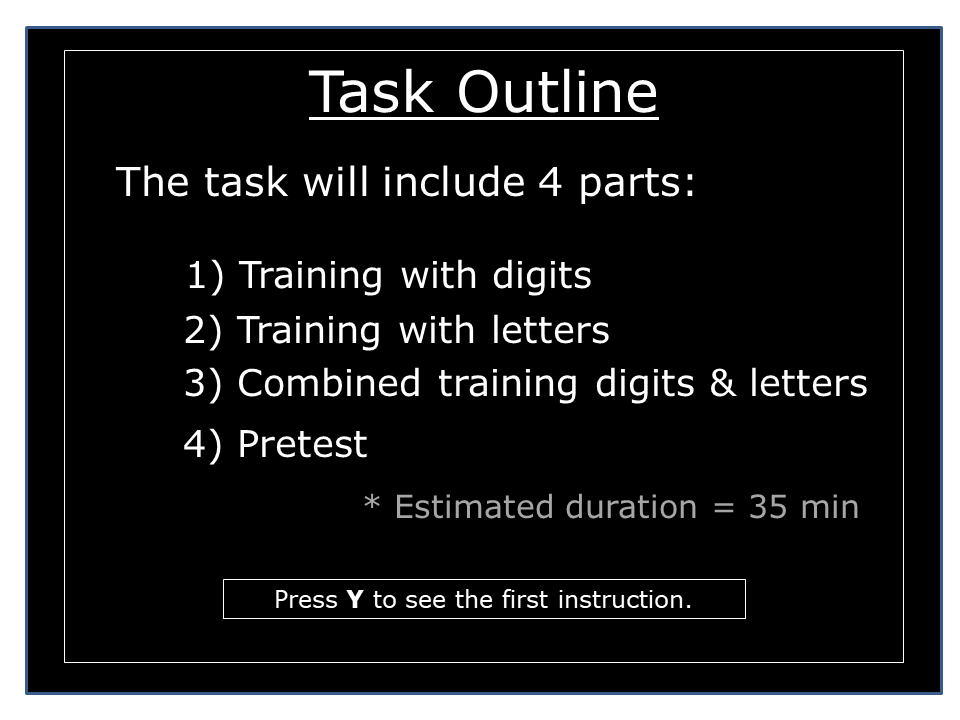 Task Outline
The task will include 4 parts:
1) Training with digits
2) Training with letters
3) Combined training digits & letters
4) Pretest
* Estimated duration = 35 min
Press Y to see the first instruction.